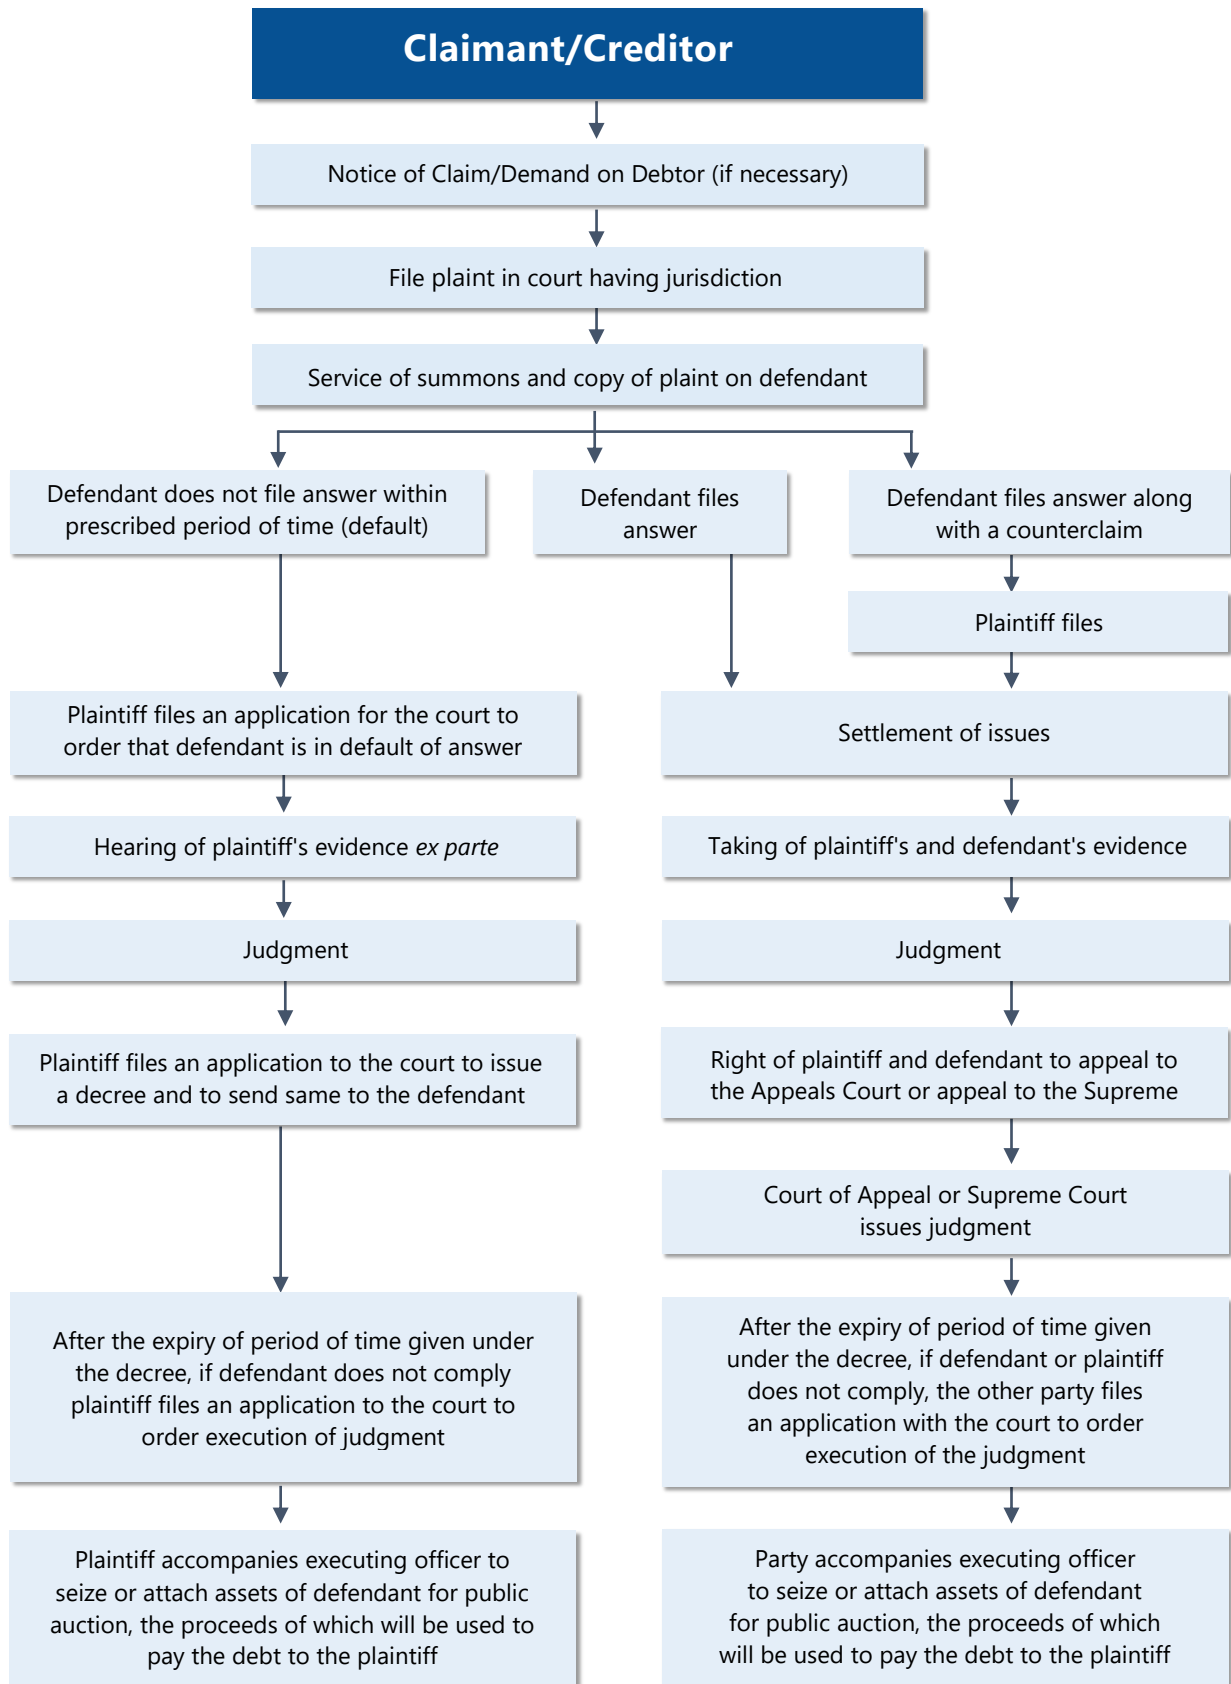 Claimant/Creditor
Notice of Claim/Demand on Debtor (if necessary)
File plaint in court having jurisdiction
Service of summons and copy of plaint on defendant
Defendant does not file answer within
prescribed period of time (default)
Defendant files
answer
Defendant files answer along
with a counterclaim
Plaintiff files
Plaintiff files an application for the court to
order that defendant is in default of answer
Settlement of issues
Hearing of plaintiff's evidence ex parte
Taking of plaintiff's and defendant's evidence
Judgment
Judgment
Plaintiff files an application to the court to issue
a decree and to send same to the defendant
Right of plaintiff and defendant to appeal to
the Appeals Court or appeal to the Supreme
Court of Appeal or Supreme Court
issues judgment
After the expiry of period of time given under
the decree, if defendant does not comply
plaintiff files an application to the court to
order execution of judgment
After the expiry of period of time given
under the decree, if defendant or plaintiff
does not comply, the other party files
an application with the court to order
execution of the judgment
Plaintiff accompanies executing officer to
seize or attach assets of defendant for public
auction, the proceeds of which will be used to
pay the debt to the plaintiff
Party accompanies executing officer
to seize or attach assets of defendant
for public auction, the proceeds of which
will be used to pay the debt to the plaintiff